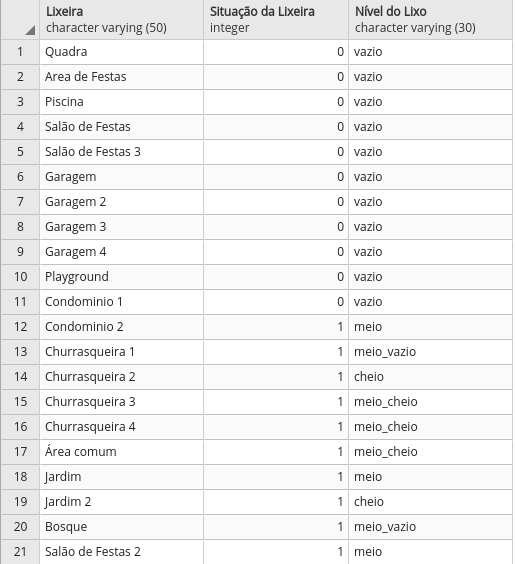 Lixeira Situação da Lixeira Nível do Lixo
character varying (50) integer character varying (30)
1 Quadra 0 vazio
2 Area de Festas 0 vazio
3 Piscina 0 vazio
4 Salão de Festas 0 vazio
5 Salão de Festas 3 0 vazio
6 Garagem 0 vazio
7 Garagem 2 0 vazio
8 Garagem 3 0 vazio
9 Garagem 4 0 vazio
10 Playground 0 vazio
11 Condominio 1 0 vazio
12 Condominio 2 1 meio
13 Churrasqueira 1 1 meio_vazio
14 Churrasqueira 2 1 cheio
15 Churrasqueira 3 1 meio_cheio
16 Churrasqueira 4 1 meio_cheio
17 Área comum 1 meio_cheio
18 Jardim 1 meio
19 Jardim 2 1 cheio
20 Bosque 1 meio_vazio
21 Salão de Festas 2 1 meio